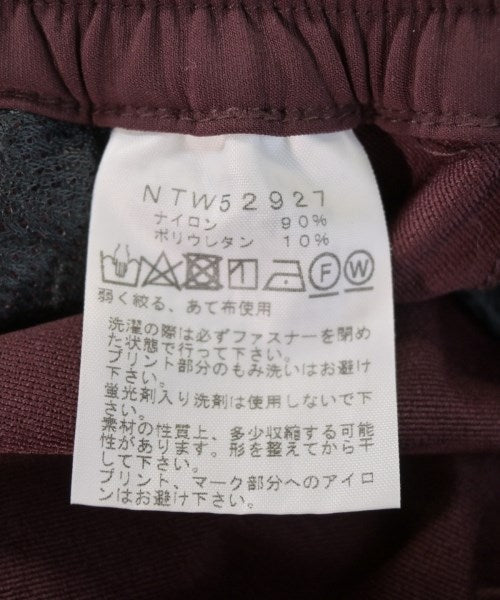 NTW52927
ナイロン 90%
ポリウレタン 10%
F W
弱く絞る、あて布使用
洗濯の際は必ずファスナーを閉め
た状態で行って下さい。
プリント部分のもみ洗いはお避け
下さい。
蛍光剤入り洗剤は使用しないで下
さい。
素材の性質上、多少収縮する可能
性があります。形を整えてから干
して下さい。
プリント、マーク部分へのアイロ
ンはお避け下さい。